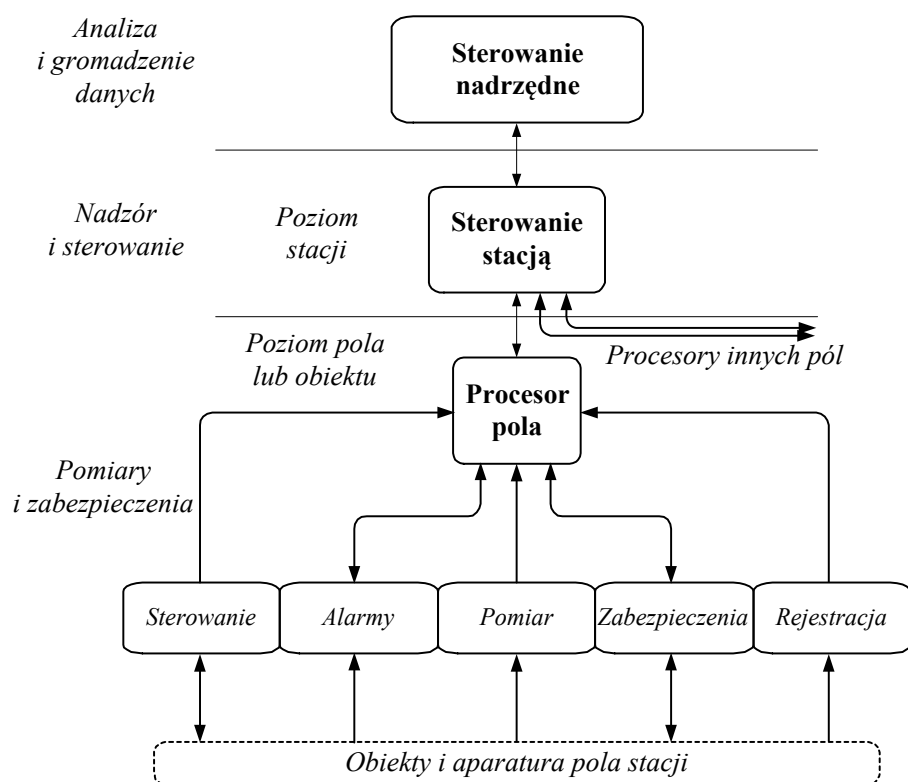 Analiza
i gromadzenie
danych
Sterowanie
nadrzędne
Nadzór
i sterowanie
Poziom
stacji
Sterowanie
stacją
Poziom pola
lub obiektu
Procesory innych pól
Procesor
pola
Pomiary
i zabezpieczenia
Sterowanie
Alarmy
Pomiar
Zabezpieczenia
Rejestracja
Obiekty i aparatura pola stacji